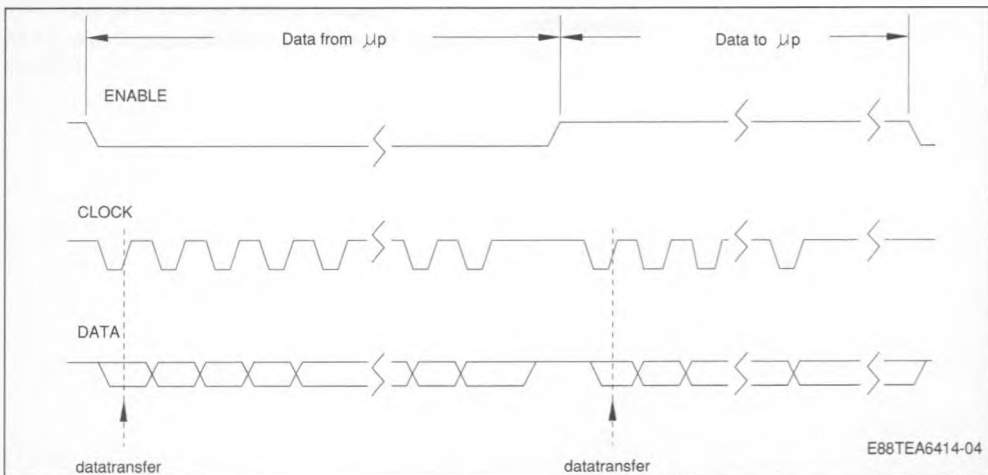 Data from μp
Data to μp
ENABLE
CLOCK
DATA
datatransfer
datatransfer
E88TEA6414-04